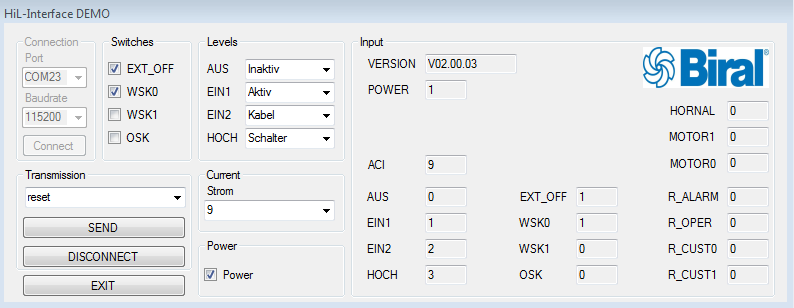 HiL-Interface DEMO
Connection
Port
COM23
Baudrate
115200
Connect
Switches
EXT_OFF
WSK0
WSK1
OSK
Levels
AUS Inaktiv
EIN1 Aktiv
EIN2 Kabel
HOCH Schalter
Transmission
reset
SEND
DISCONNECT
EXIT
Current
Strom
9
Power
Power
Input
VERSION V02.00.03
POWER 1
Biral®
HORNAL 0
MOTOR1 0
ACI 9 MOTOR0 0
AUS 0 EXT_OFF 1 R_ALARM 0
EIN1 1 WSK0 1 R_OPER 0
EIN2 2 WSK1 0 R_CUST0 0
HOCH 3 OSK 0 R_CUST1 0